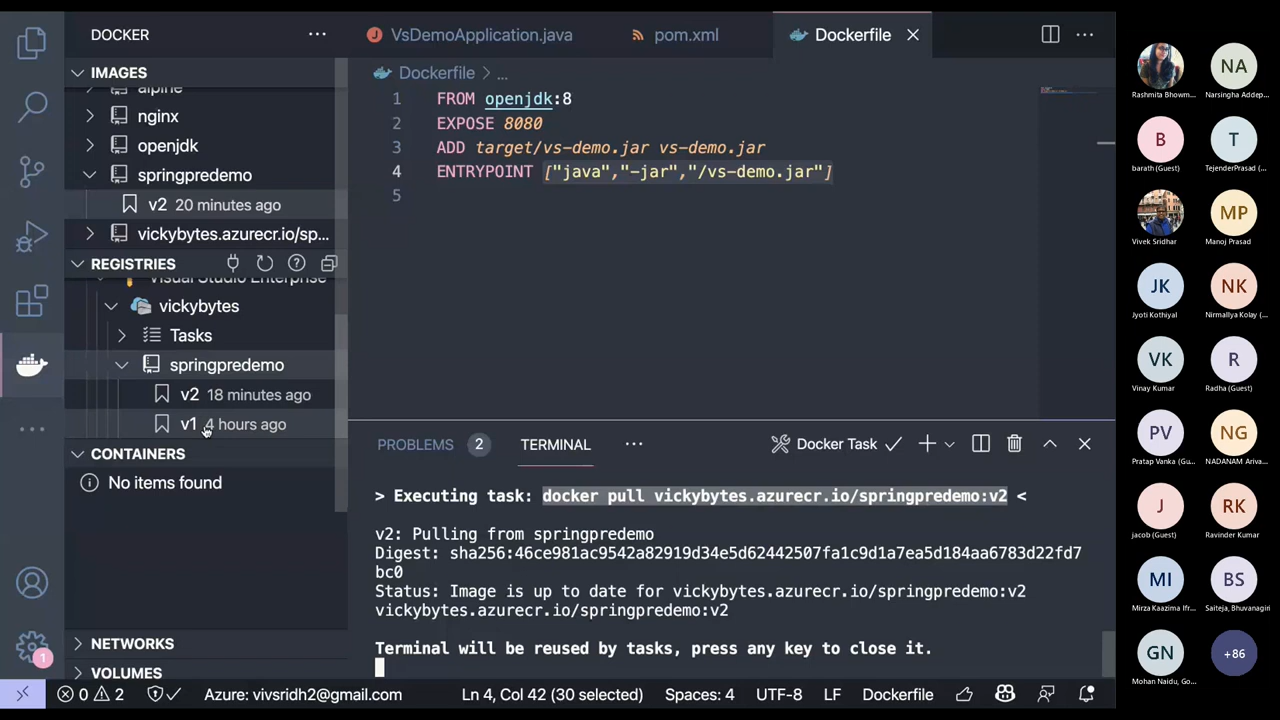 DOCKER
IMAGES
alpine
nginx
openjdk
springpredemo
v2 20 minutes ago
vickybytes.azurecr.io/sp...
REGISTRIES
Visual Studio Enterprise
vickybytes
Tasks
springpredemo
v2 18 minutes ago
v1 4 hours ago
CONTAINERS
No items found
NETWORKS
VOLUMES
1
VsDemoApplication.java
pom.xml
Dockerfile
Dockerfile > ...
1 FROM openjdk:8
2 EXPOSE 8080
3 ADD target/vs-demo.jar vs-demo.jar
4 ENTRYPOINT ["java","-jar","/vs-demo.jar"]
5
PROBLEMS 2 TERMINAL ... Docker Task
> Executing task: docker pull vickybytes.azurecr.io/springpredemo:v2 <
v2: Pulling from springpredemo
Digest: sha256:46ce981ac9542a82919d34e5d62442507fa1c9d1a7ea5d184aa6783d22fd7
bc0
Status: Image is up to date for vickybytes.azurecr.io/springpredemo:v2
vickybytes.azurecr.io/springpredemo:v2
Terminal will be reused by tasks, press any key to close it.
0 2 Azure: vivsridh2@gmail.com Ln 4, Col 42 (30 selected) Spaces: 4 UTF-8 LF Dockerfile
NA
Rashmita Bhowm... Narsingha Addep...
B T
barath (Guest) TejenderPrasad (...
MP
Vivek Sridhar Manoj Prasad
JK NK
Jyoti Kothiyal Nirmallya Kolay (...
VK R
Vinay Kumar Radha (Guest)
PV NG
Pratap Vanka (Gu... NADANAM Ariva...
J RK
jacob (Guest) Ravinder Kumar
MI BS
Mirza Kaazima Ifr... Saiteja, Bhuvanagiri
GN +86
Mohan Naidu, Go...